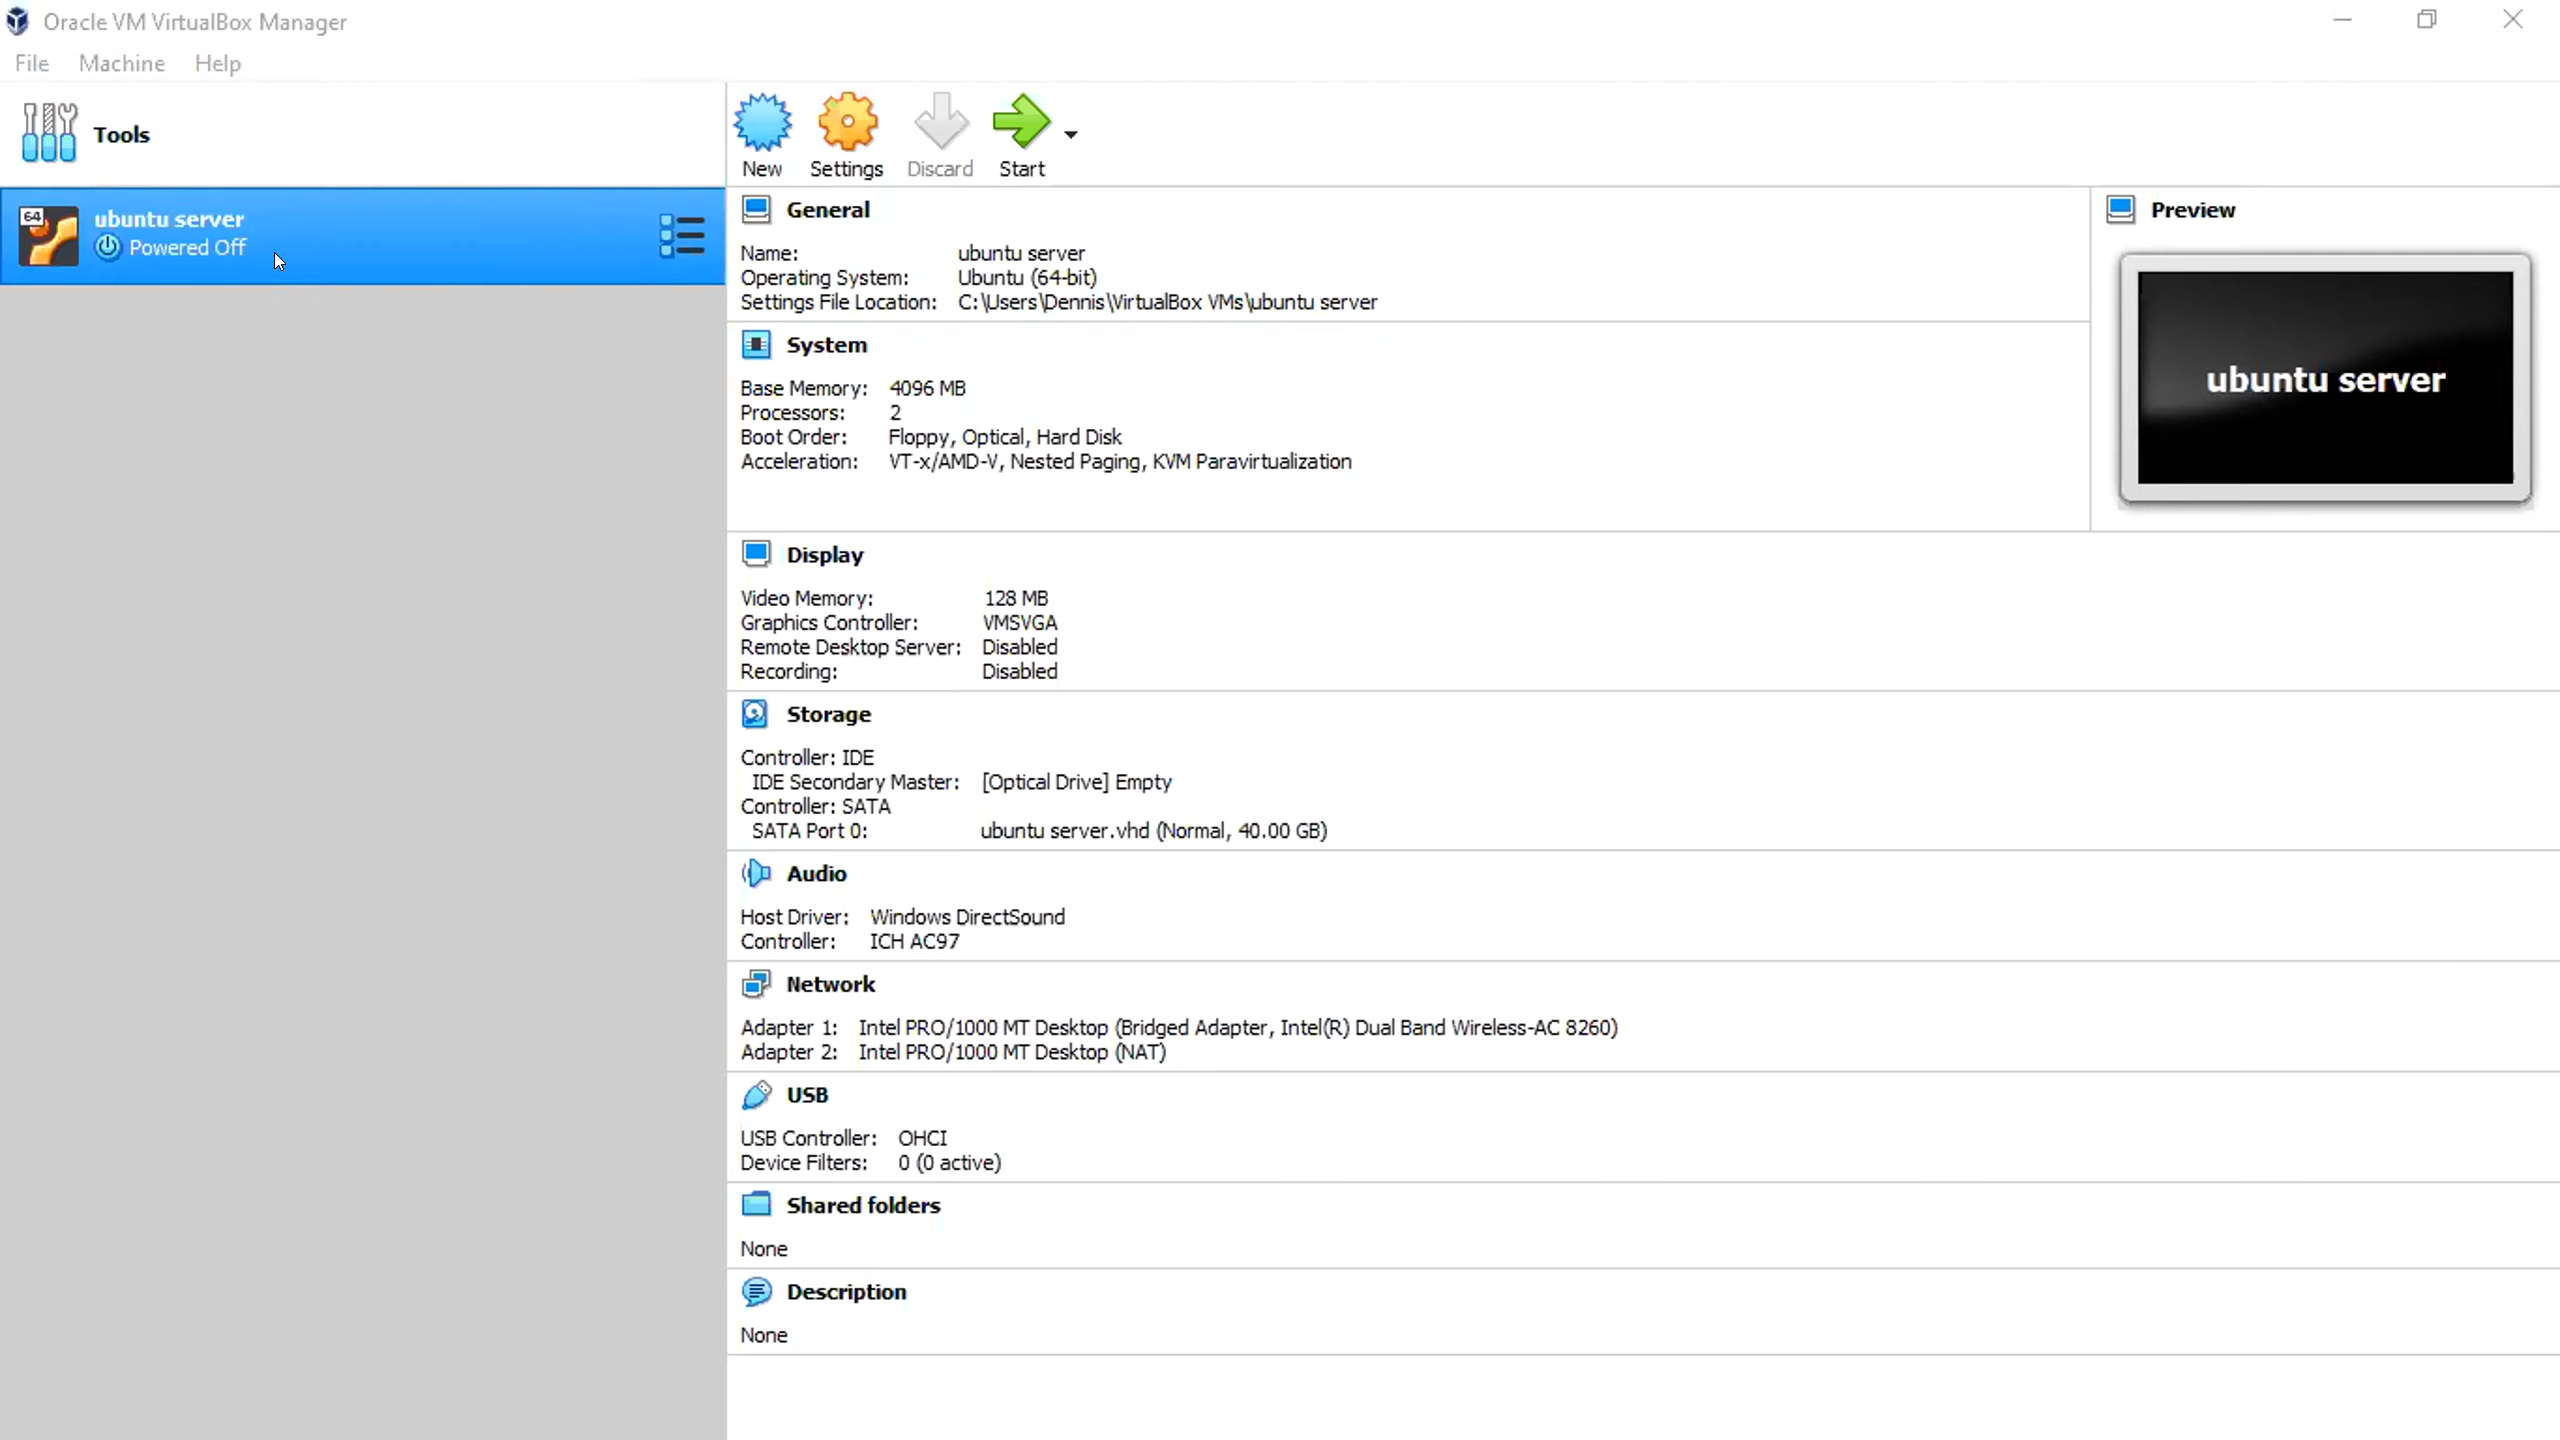 Oracle VM VirtualBox Manager
File Machine Help
Tools
New Settings Discard Start
64
ubuntu server
Powered Off
General
Name: ubuntu server
Operating System: Ubuntu (64-bit)
Settings File Location: C:\Users\Dennis\VirtualBox VMs\ubuntu server
Preview
ubuntu server
System
Base Memory: 4096 MB
Processors: 2
Boot Order: Floppy, Optical, Hard Disk
Acceleration: VT-x/AMD-V, Nested Paging, KVM Paravirtualization
Display
Video Memory: 128 MB
Graphics Controller: VMSVGA
Remote Desktop Server: Disabled
Recording: Disabled
Storage
Controller: IDE
IDE Secondary Master: [Optical Drive] Empty
Controller: SATA
SATA Port 0: ubuntu server.vhd (Normal, 40.00 GB)
Audio
Host Driver: Windows DirectSound
Controller: ICH AC97
Network
Adapter 1: Intel PRO/1000 MT Desktop (Bridged Adapter, Intel(R) Dual Band Wireless-AC 8260)
Adapter 2: Intel PRO/1000 MT Desktop (NAT)
USB
USB Controller: OHCI
Device Filters: 0 (0 active)
Shared folders
None
Description
None